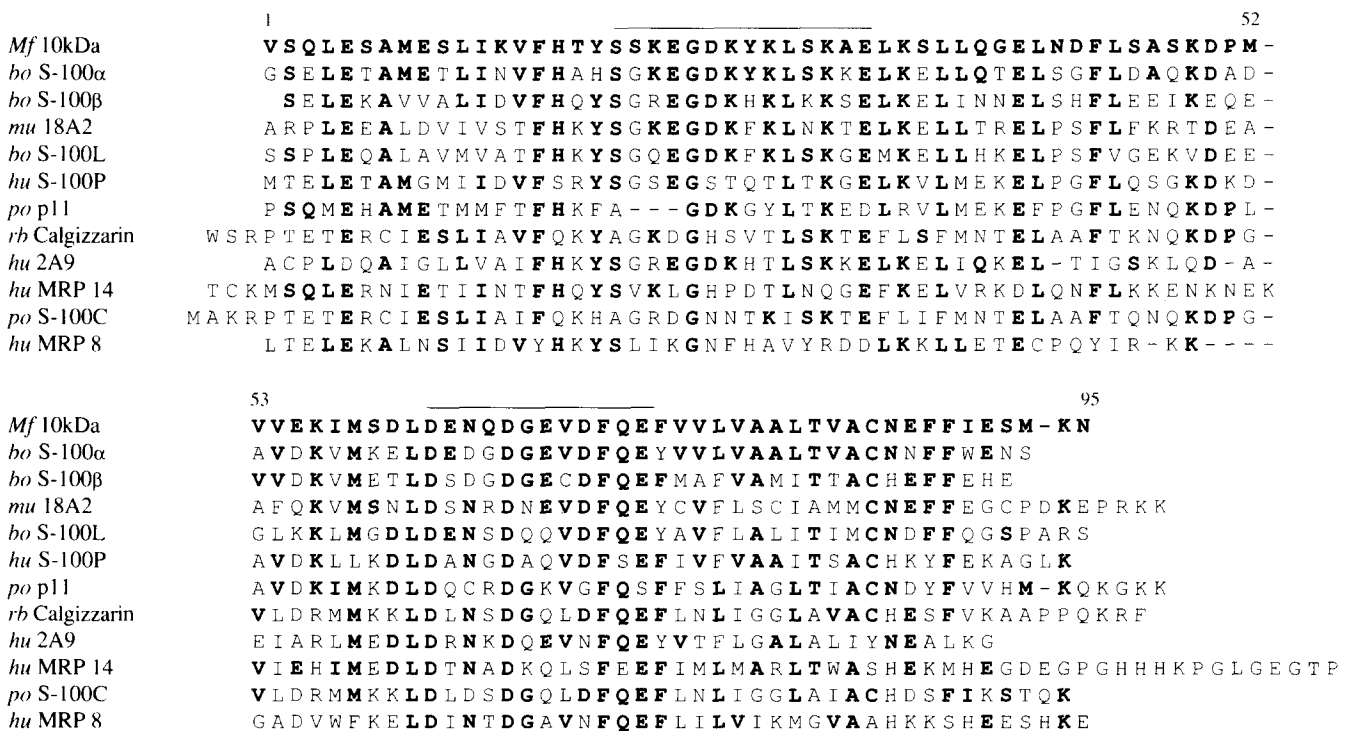 1 52
Mf 10kDa VSQLESAMESLIKVFHTYSSKEGDKYKLSKAELKSLLQGELNDFLSASKDPM-
bo S-100α GSELETAMETLINVFHAHSGKEGDKYKLSKKELKELLQTELSGFLDAQKDAD-
bo S-100β SELEKAVVALIDVFHQYSGREGDKHKLKKSELKELINNELSHFLEEIKEQE-
mu 18A2 ARPLEEALDVIVSTFHKYSGKEGDKFKLNKTELKELLTRELPSFLFKRTDEA-
bo S-100L SSPLEQALAVMVATFHKYSGQEGDKFKLSKGEMKELLHKELPSFVGEKVDEE-
hu S-100P MTELETAMGMIIDVFSRYSGSEGSTQTLTKGELKVLMEKELPGFLQSGKDKD-
po p11 PSQMEHAMETMMFTFHKFA---GDKGYLTKEDLRVLMEKEFPGFLENQKDPL-
rb Calgizzarin WSRPTETERCIESLIAVFQKYAGKDGHSVTLSKTEFLSFMNTELAAFTKNQKDPG-
hu 2A9 ACPLDQAIGLLVAIFHKYSGREGDKHTLSKKELKELIQKEL-TIGSKLQD-A-
hu MRP 14 TCKMSQLERNIETIINTFHQYSVKLGHPDTLNQGEFKELVRKDLQNFLKKENKNEK
po S-100C MAKRPTETERCIESLIAIFQKHAGRDGNNTKISKTEFLIFMNTELAAFTQNQKDPG-
hu MRP 8 LTELEKALNSIIDVYHKYSLIKGNFHAVYRDDLKKLLETECPQYIR-KK----
53 95
Mf 10kDa VVEKIMSDLDENQDGEVDFQEFVVLVAALTVACNEFFIESM-KN
bo S-100α AVDKVMKELDEDGDGEVDFQEYVVLVAALTVACNNFFWENS
bo S-100β VVDKVMETLDSDGDGECDFQEFMAFVAMITTACHEFFEHE
mu 18A2 AFQKVMSNLDSNRDNEVDFQEYCVFLSCIAMMCNEFFEGCPDKEPRKK
bo S-100L GLKKLMGDLDENSDQQVDFQEYAVFLALITIMCNDFFQGSPARS
hu S-100P AVDKLLKDLDANGDAQVDFSEFIVFVAAITSACHKYFEKAGLK
po p11 AVDKIMKDLDQCRDGKVGFQSFFSLIAGLTIACNDYFVVHM-KQKGKK
rb Calgizzarin VLDRMMKKLDLNSDGQLDFQEFLNLIGGLAVACHESFVKAAPPQKRF
hu 2A9 EIARLMEDLDRNKDQEVNFQEYVTFLGALALIYNEALKG
hu MRP 14 VIEHIMEDLDTNADKQLSFEEFIMLMARLTWASHEKMHEGDEGPGHHHKPGLGEGTP
po S-100C VLDRMMKKLDLDSDGQLDFQEFLNLIGGLAIACHDSFIKSTQK
hu MRP 8 GADVWFKELDINTDGAVNFQEFLILVIKMGVAAHKKSHEESHKE